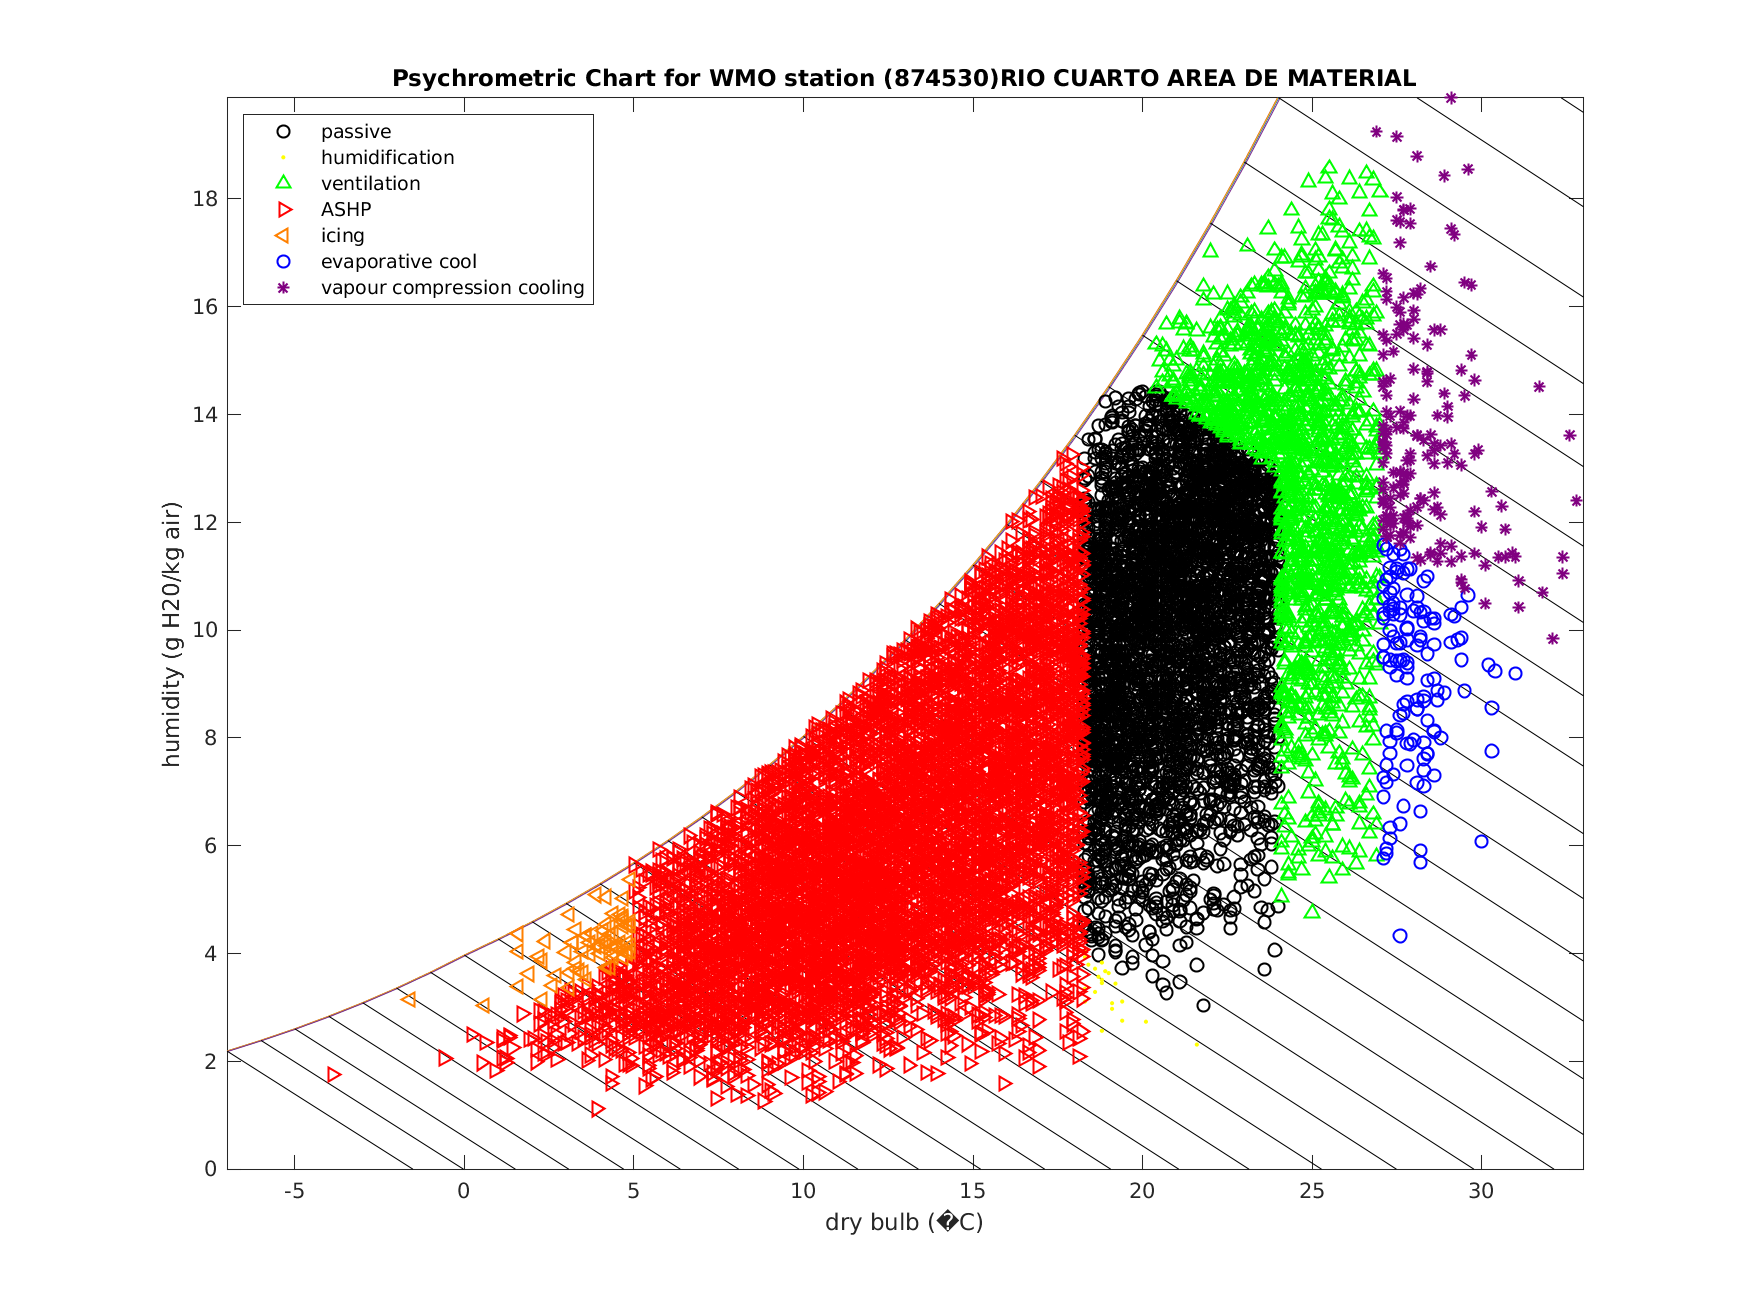 Psychrometric Chart for WMO station (874530)RIO CUARTO AREA DE MATERIAL
passive
humidification
ventilation
ASHP
icing
evaporative cool
vapour compression cooling
humidity (g H20/kg air)
18
16
14
12
10
8
6
4
2
0
-5
0
5
10
15
20
25
30
dry bulb (�C)